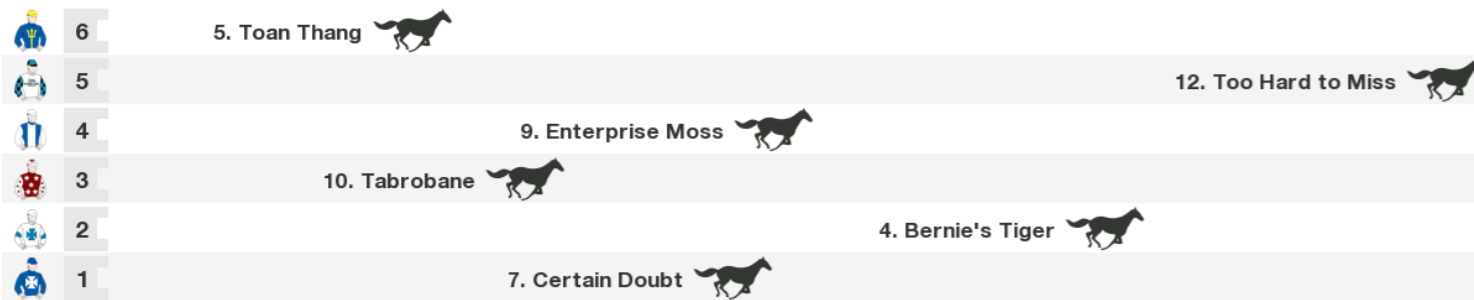 6 5. Toan Thang
5 12. Too Hard to Miss
4 9. Enterprise Moss
3 10. Tabrobane
2 4. Bernie's Tiger
1 7. Certain Doubt